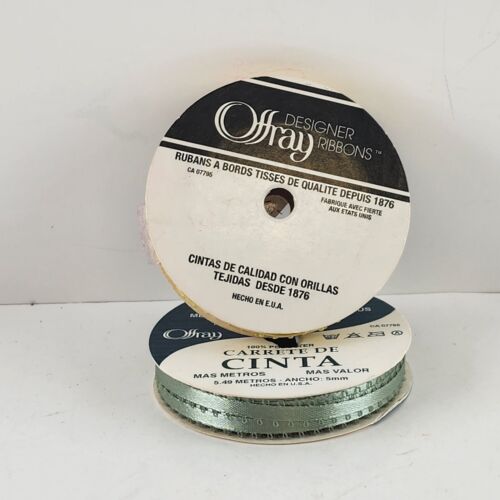 Offray DESIGNER
RIBBONS™
RUBANS A BORDS TISSES DE QUALITE DEPUIS 1876
CA 07795
FABRIQUE AVEC FIERTE
AUX ETATS UNIS
CINTAS DE CALIDAD CON ORILLAS
TEJIDAS DESDE 1876
HECHO EN E.U.A.
Offray
CA 07795
100%
CARRETE DE
CINTA
MAS METROS MAS VALOR
5.49 METROS - ANCHO: 5mm
HECHO EN U.S.A.